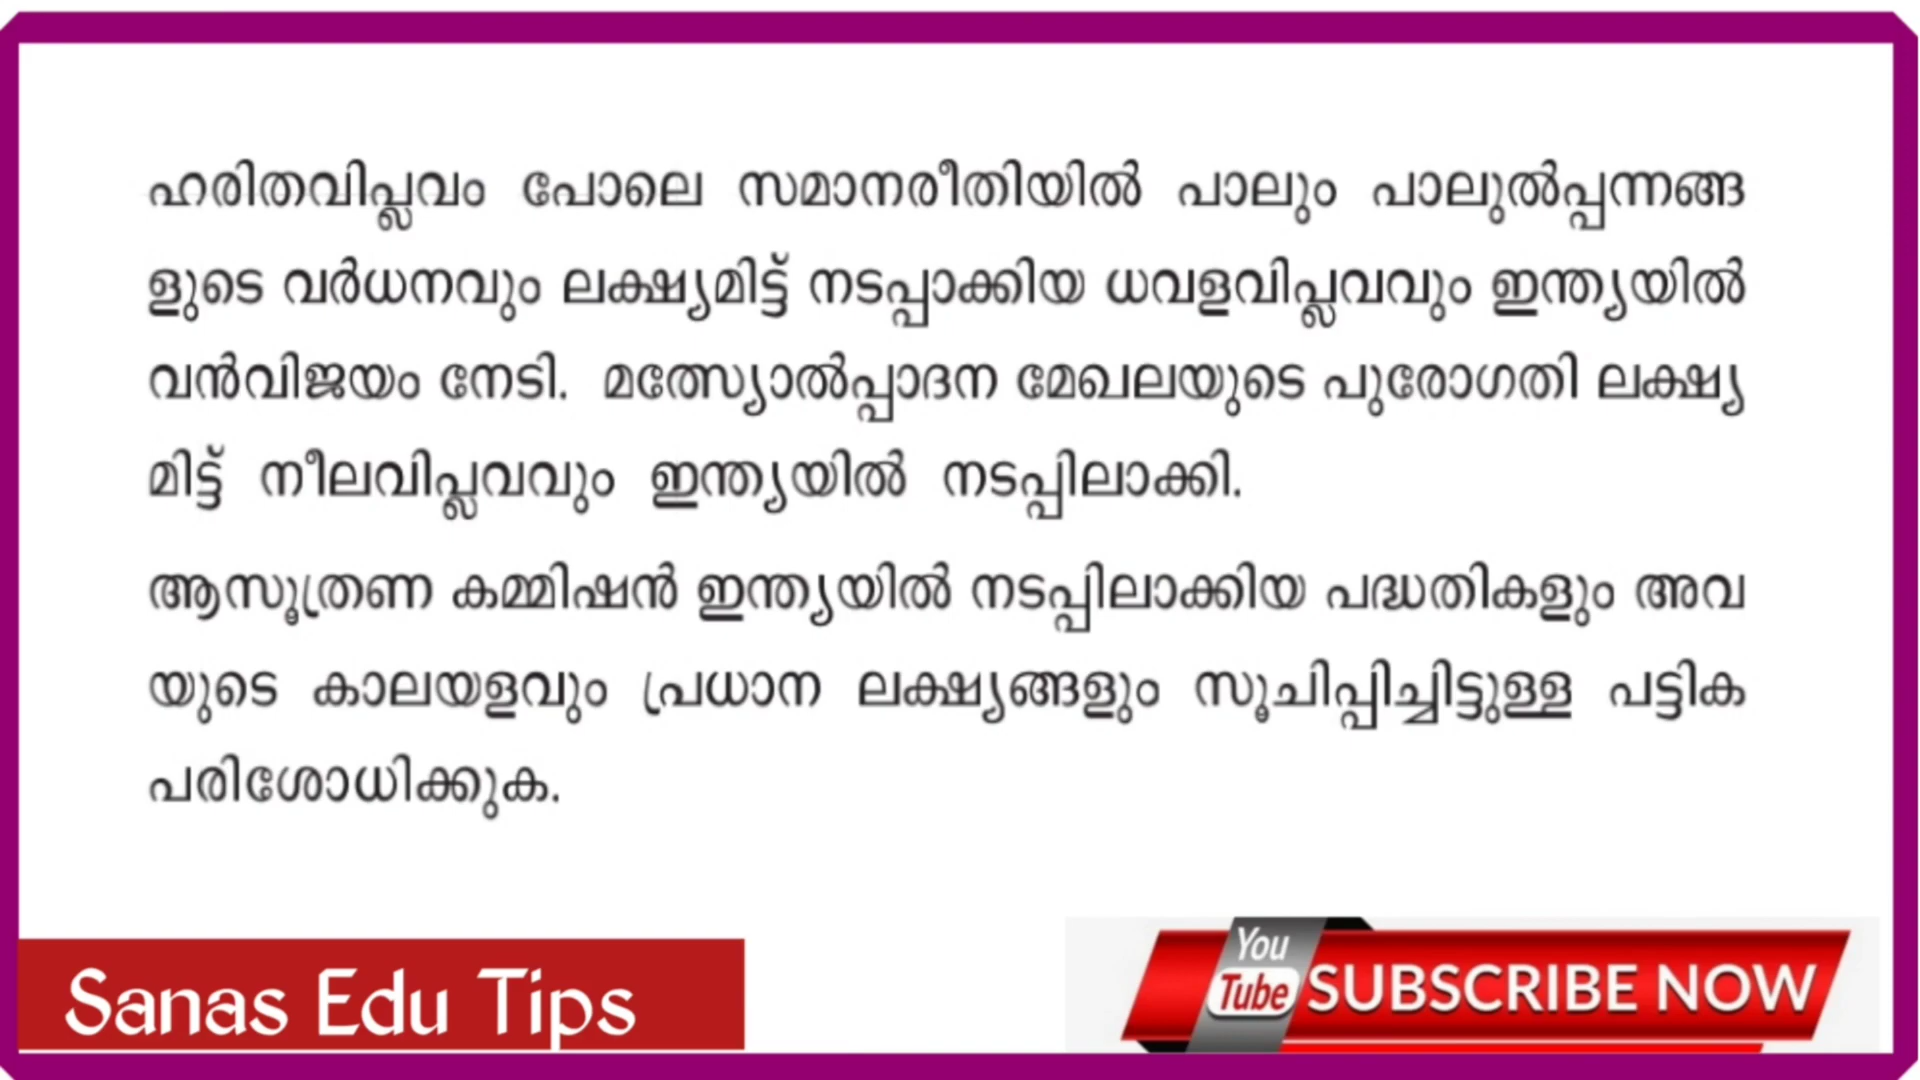 ഹരിതവിപ്ലവം പോലെ സമാനരീതിയിൽ പാലും പാലുൽപ്പന്നങ്ങ
ളുടെ വർധനവും ലക്ഷ്യമിട്ട് നടപ്പാക്കിയ ധവളവിപ്ലവവും ഇന്ത്യയിൽ
വൻവിജയം നേടി. മത്സ്യോൽപ്പാദന മേഖലയുടെ പുരോഗതി ലക്ഷ്യ
മിട്ട് നീലവിപ്ലവവും ഇന്ത്യയിൽ നടപ്പിലാക്കി.
ആസൂത്രണ കമ്മിഷൻ ഇന്ത്യയിൽ നടപ്പിലാക്കിയ പദ്ധതികളും അവ
യുടെ കാലയളവും പ്രധാന ലക്ഷ്യങ്ങളും സൂചിപ്പിച്ചിട്ടുള്ള പട്ടിക
പരിശോധിക്കുക.
Sanas Edu Tips
You
Tube SUBSCRIBE NOW